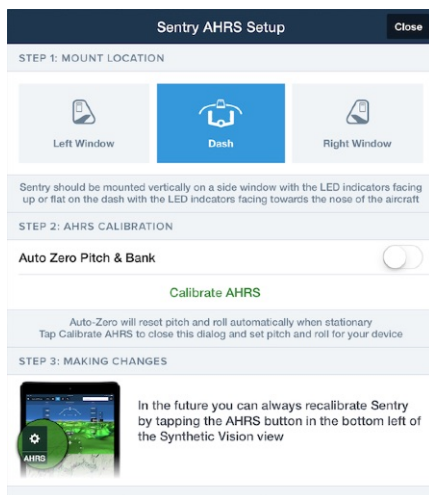 Sentry AHRS Setup
Close
STEP 1: MOUNT LOCATION
Left Window
Dash
Right Window
Sentry should be mounted vertically on a side window with the LED indicators facing
up or flat on the dash with the LED indcators facing towards the nose of the aircraft
STEP 2: AHRS CALIBRATION
Auto Zero Pitch & Bank
Calibrate AHRS
Auto-Zero will reset pitch and roll automatically when stationary
Tap Calibrate AHRS to close this dialog and set pitch and roll for your device
STEP 3: MAKING CHANGES
In the future you can always recalibrate Sentry
by tapping the AHRS button in the bottom left of
the Synthetic Vision view
AHRS